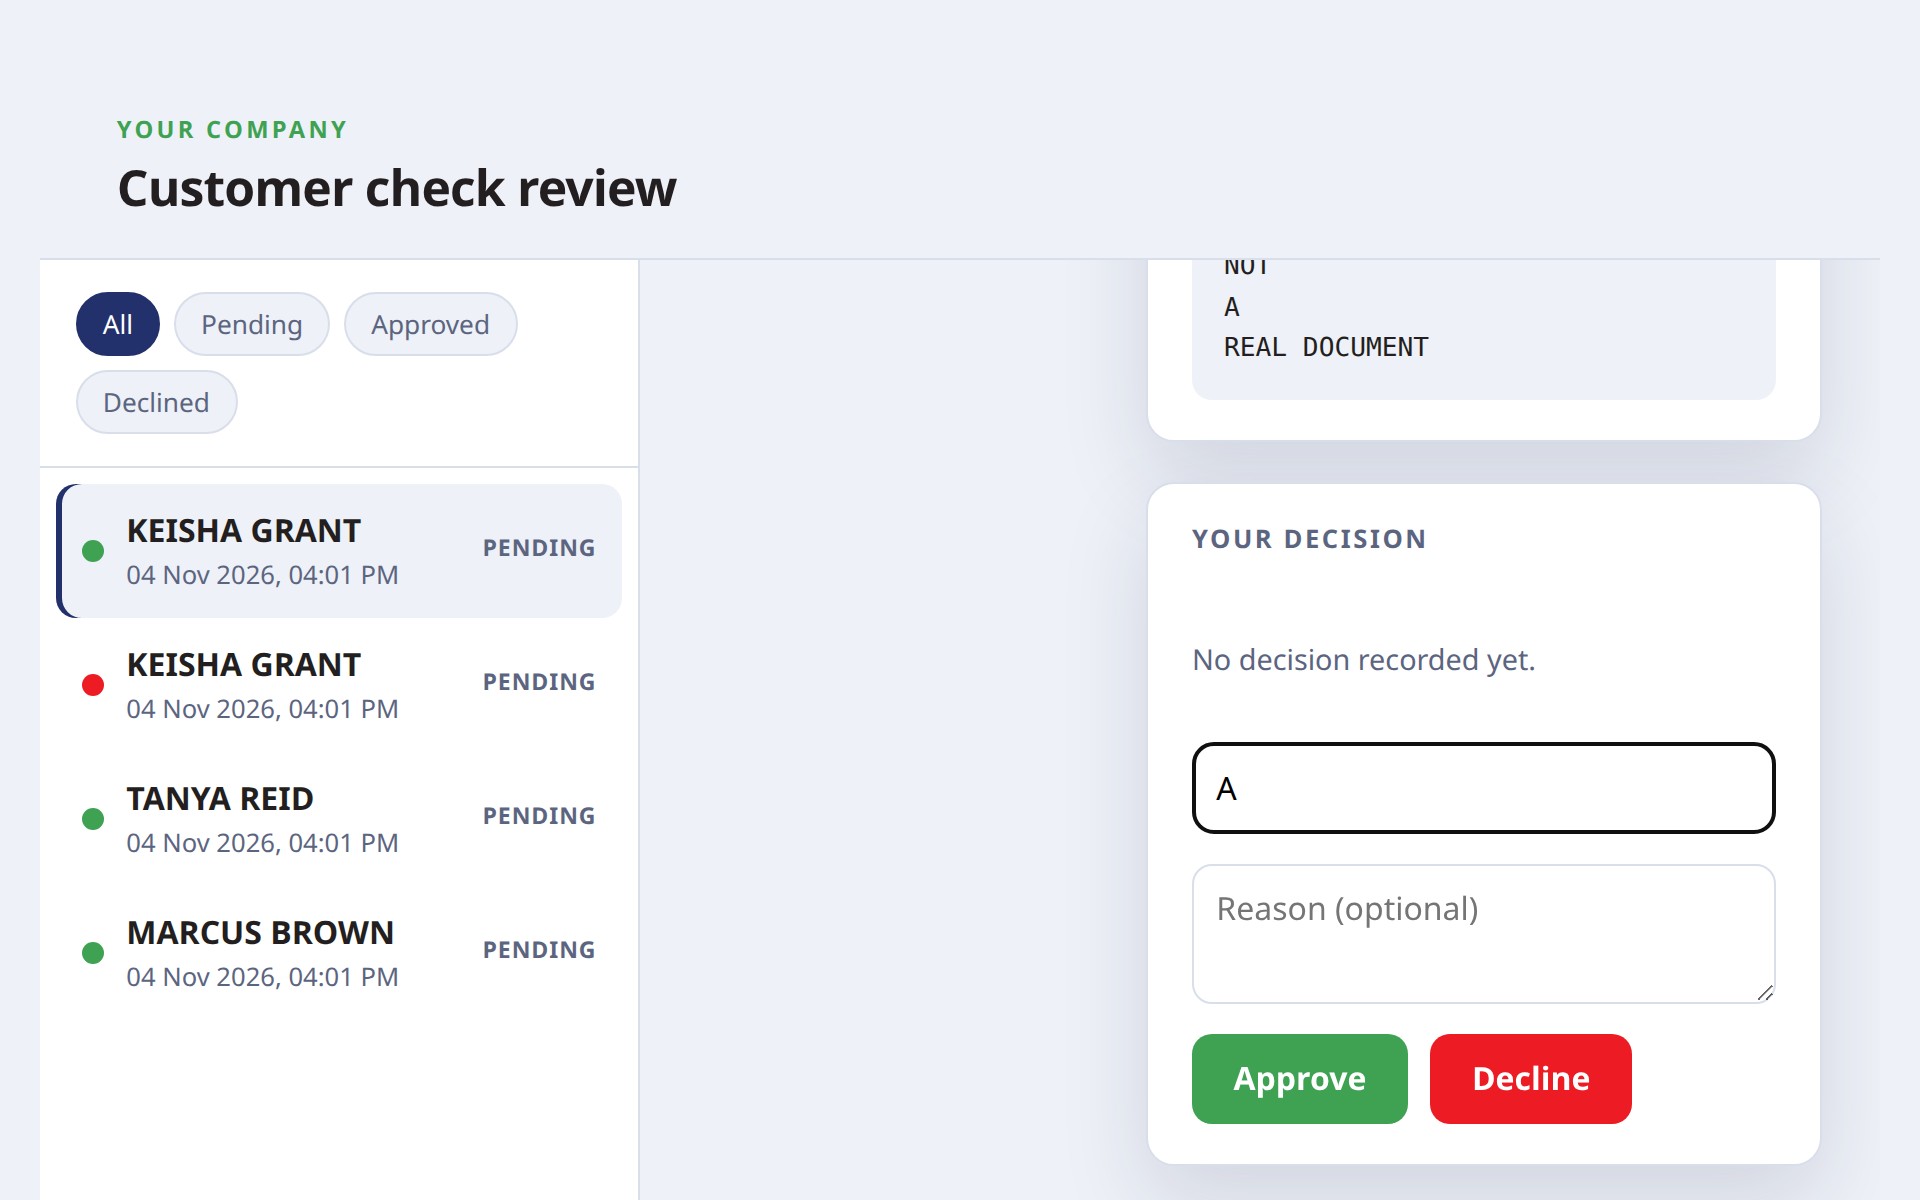 YOUR COMPANY
Customer check review
All
Pending
Approved
Declined
KEISHA GRANT
04 Nov 2026, 04:01 PM
PENDING
KEISHA GRANT
04 Nov 2026, 04:01 PM
PENDING
TANYA REID
04 Nov 2026, 04:01 PM
PENDING
MARCUS BROWN
04 Nov 2026, 04:01 PM
PENDING
NOT
A
REAL DOCUMENT
YOUR DECISION
No decision recorded yet.
A
Reason (optional)
Approve
Decline